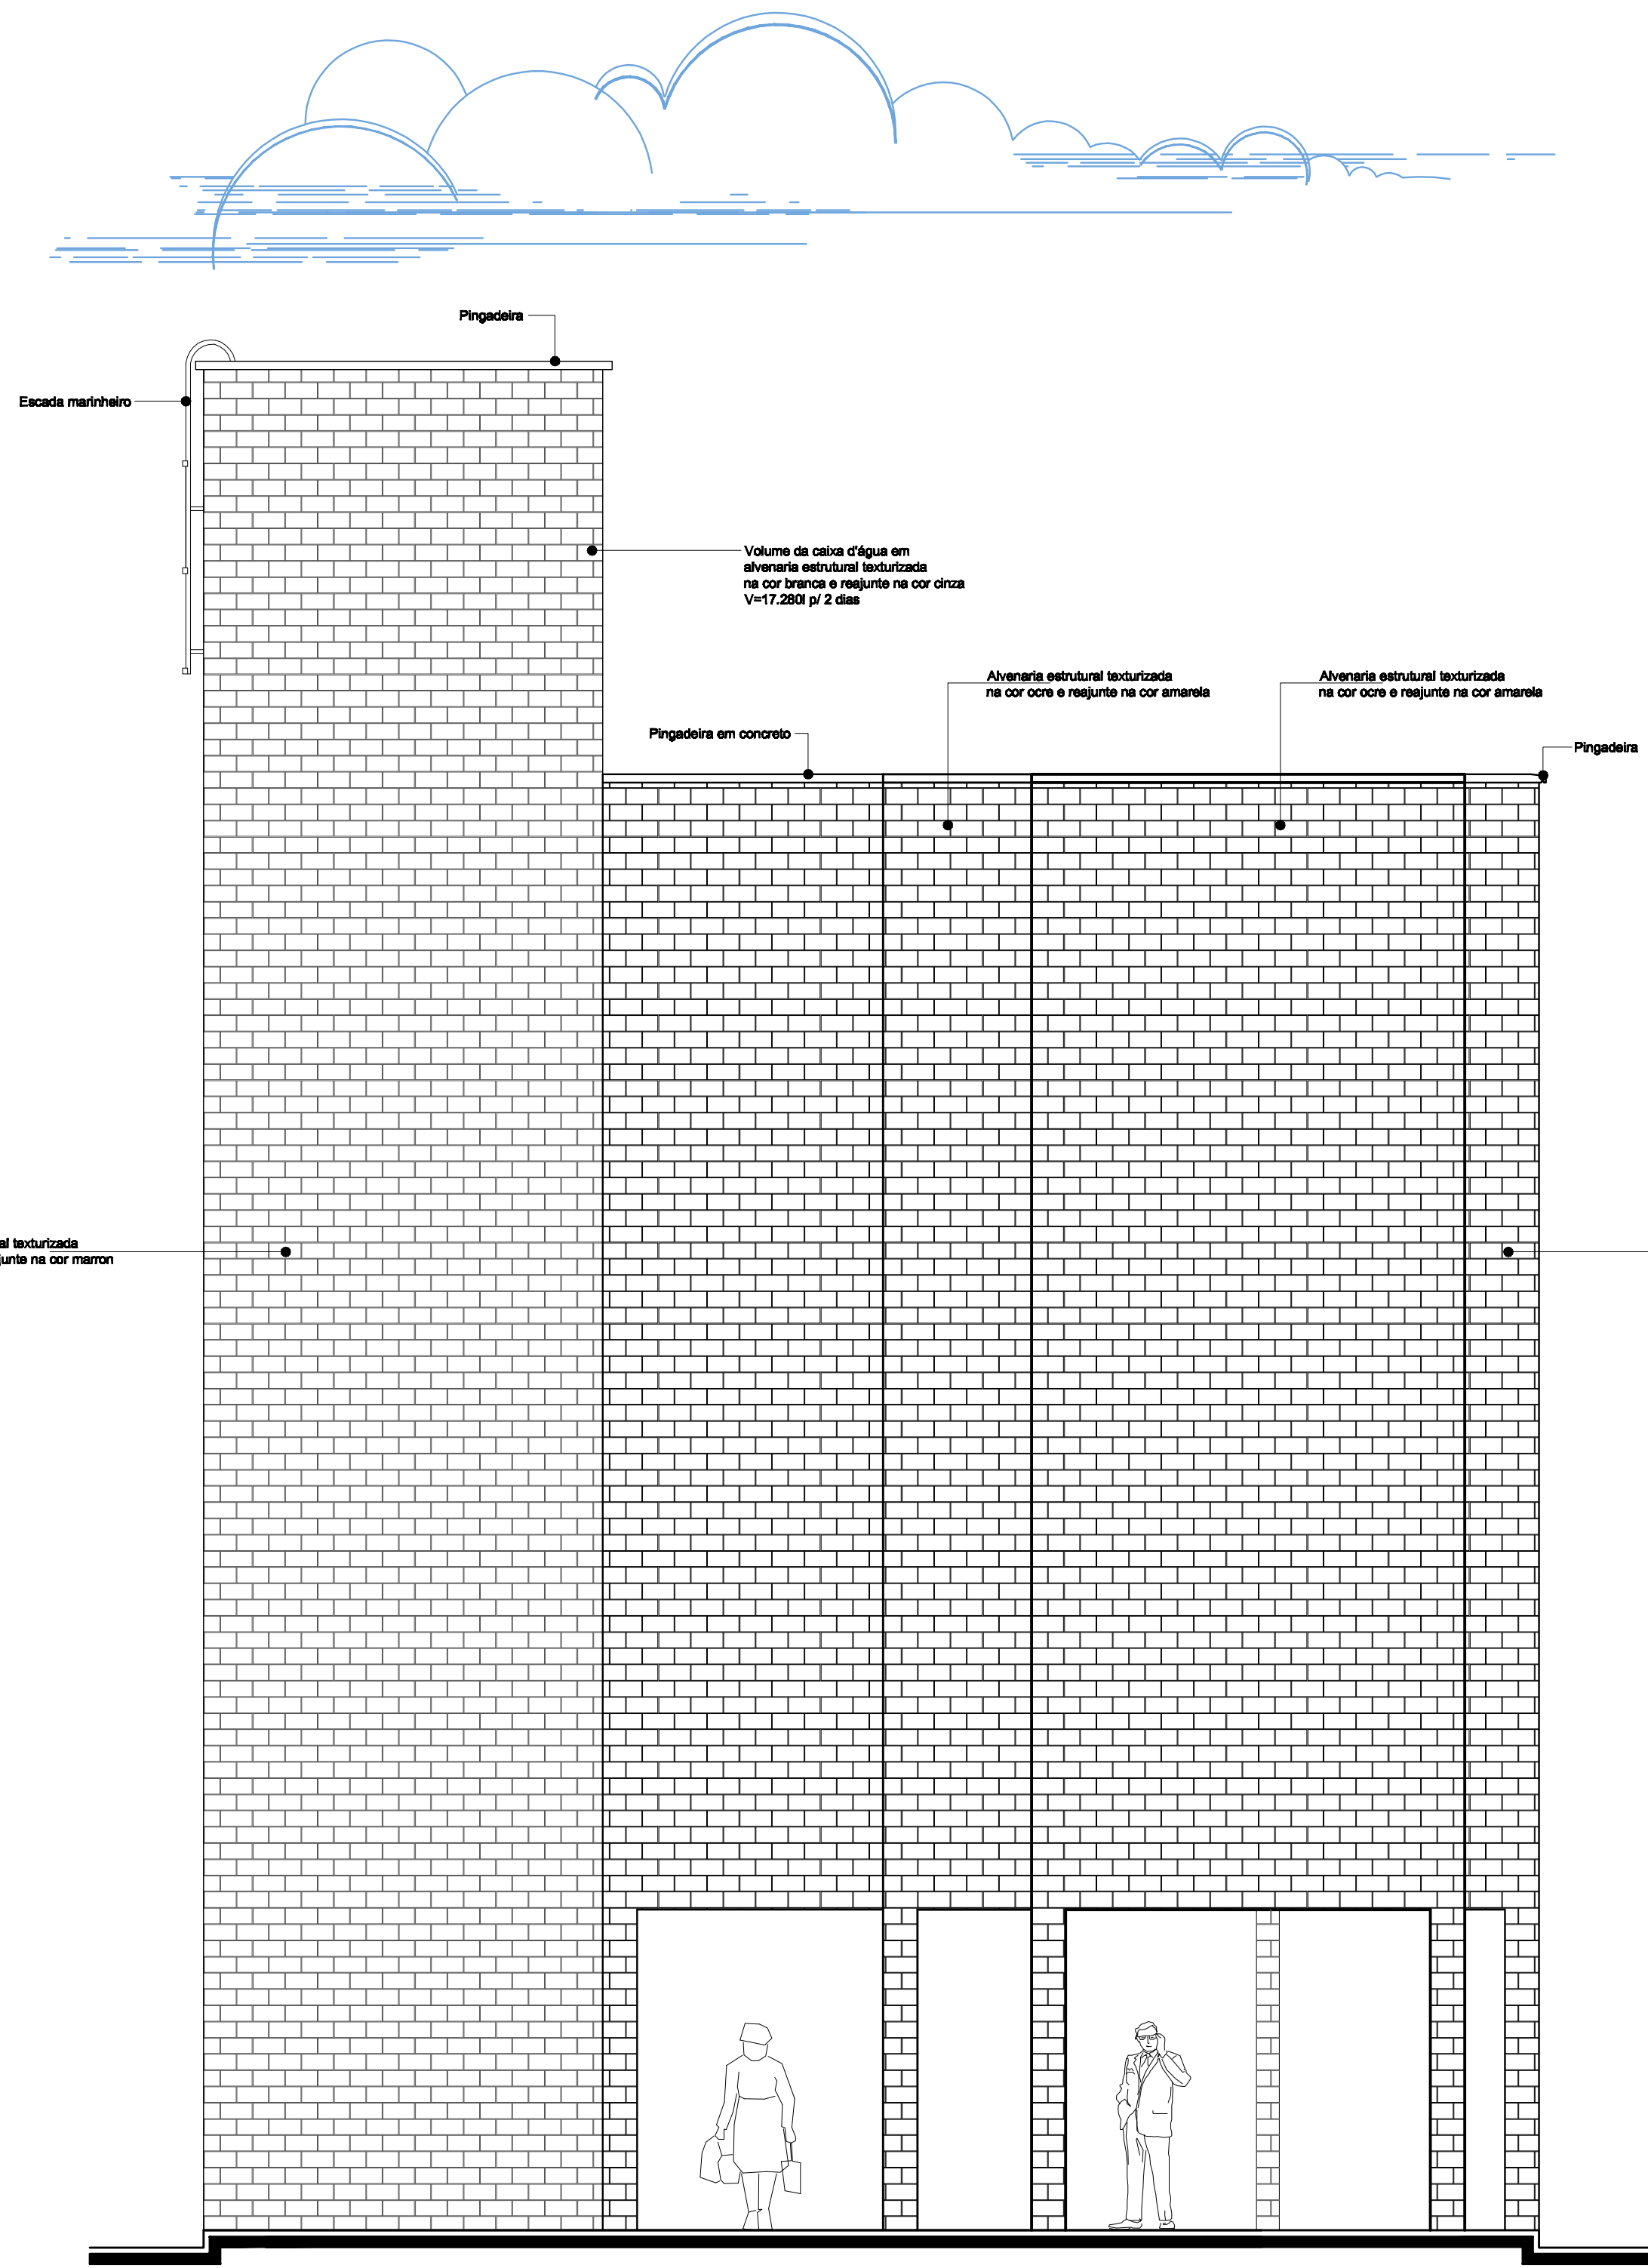 Pingadeira
Escada marinheiro
Volume da caixa d'água em
alvenaria estrutural texturizada
na cor branca e reajunte na cor cinza
V=17.280l p/ 2 dias
Alvenaria estrutural texturizada
na cor ocre e reajunte na cor amarela
Alvenaria estrutural texturizada
na cor ocre e reajunte na cor amarela
Pingadeira em concreto
Pingadeira
texturizada
na cor marron